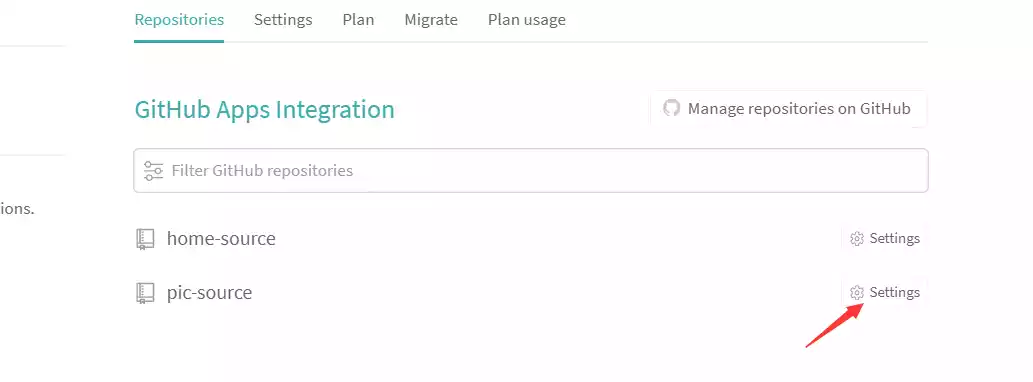 Repositories Settings Plan Migrate Plan usage
GitHub Apps Integration Manage repositories on GitHub
Filter GitHub repositories
ions.
home-source Settings
pic-source Settings